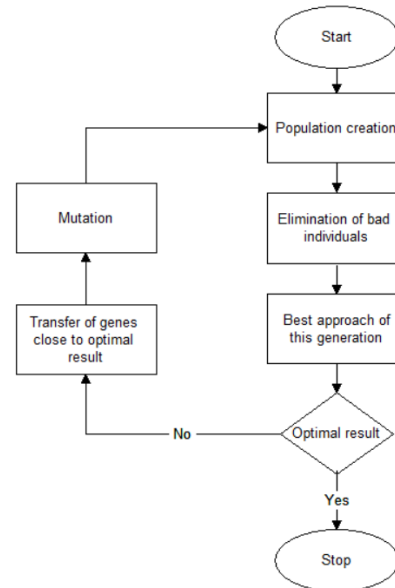 Start
Population creation
Elimination of bad
individuals
Best approach of
this generation
Optimal result
No
Yes
Stop
Transfer of genes
close to optimal
result
Mutation